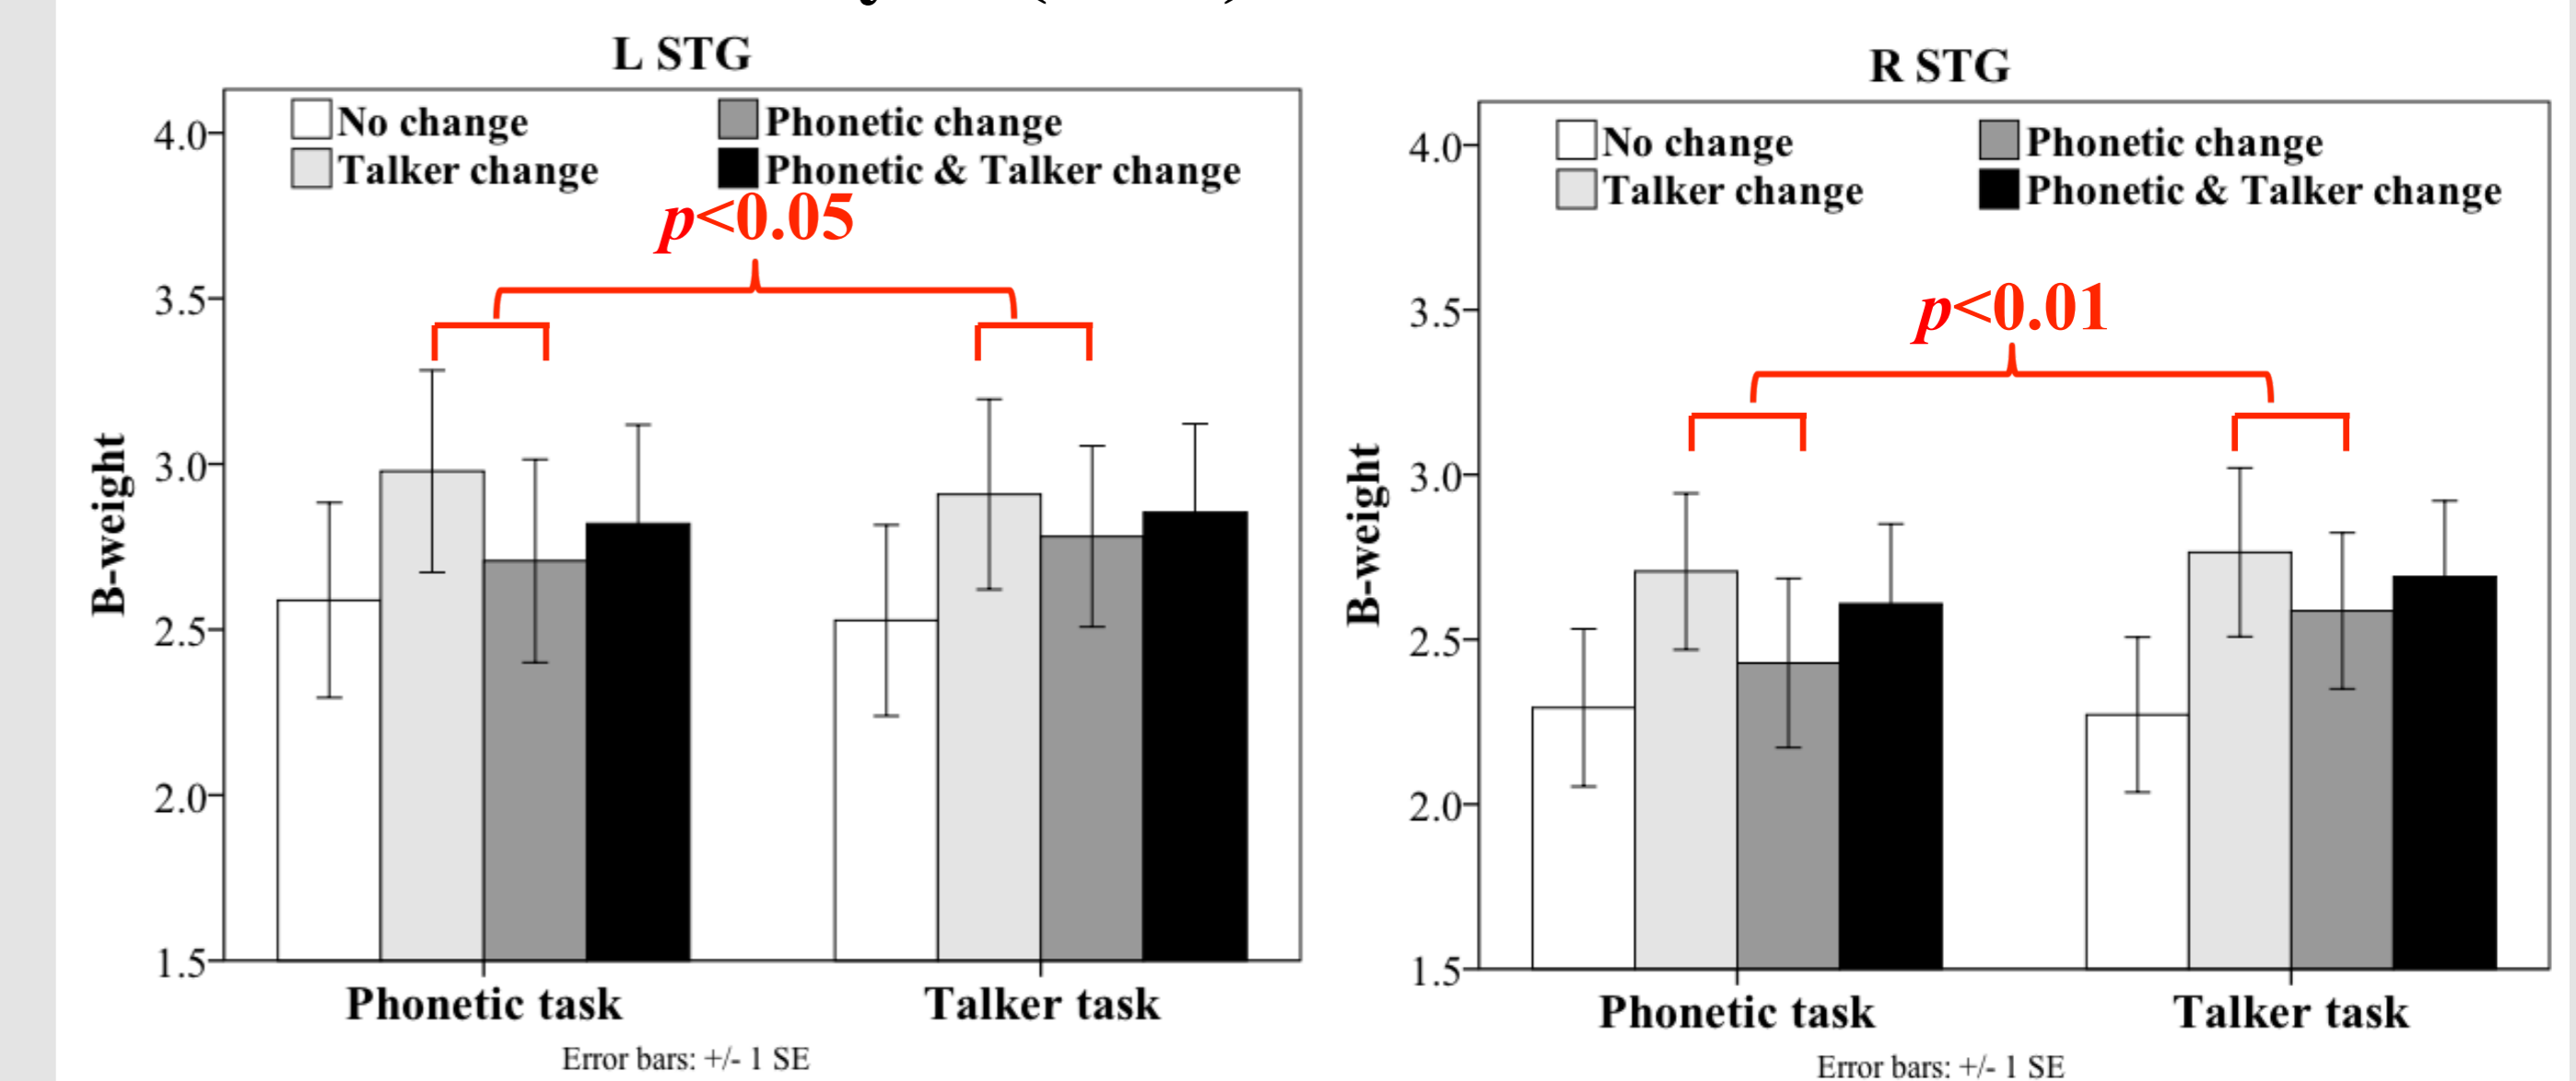 L STG
No change
Phonetic change
Talker change
Phonetic & Talker change
p<0.05
4.0
3.5
3.0
2.5
2.0
1.5
B-weight
Phonetic task
Talker task
Error bars: +/- 1 SE
R STG
No change
Phonetic change
Talker change
Phonetic & Talker change
p<0.01
4.0
3.5
3.0
2.5
2.0
1.5
B-weight
Phonetic task
Talker task
Error bars: +/- 1 SE